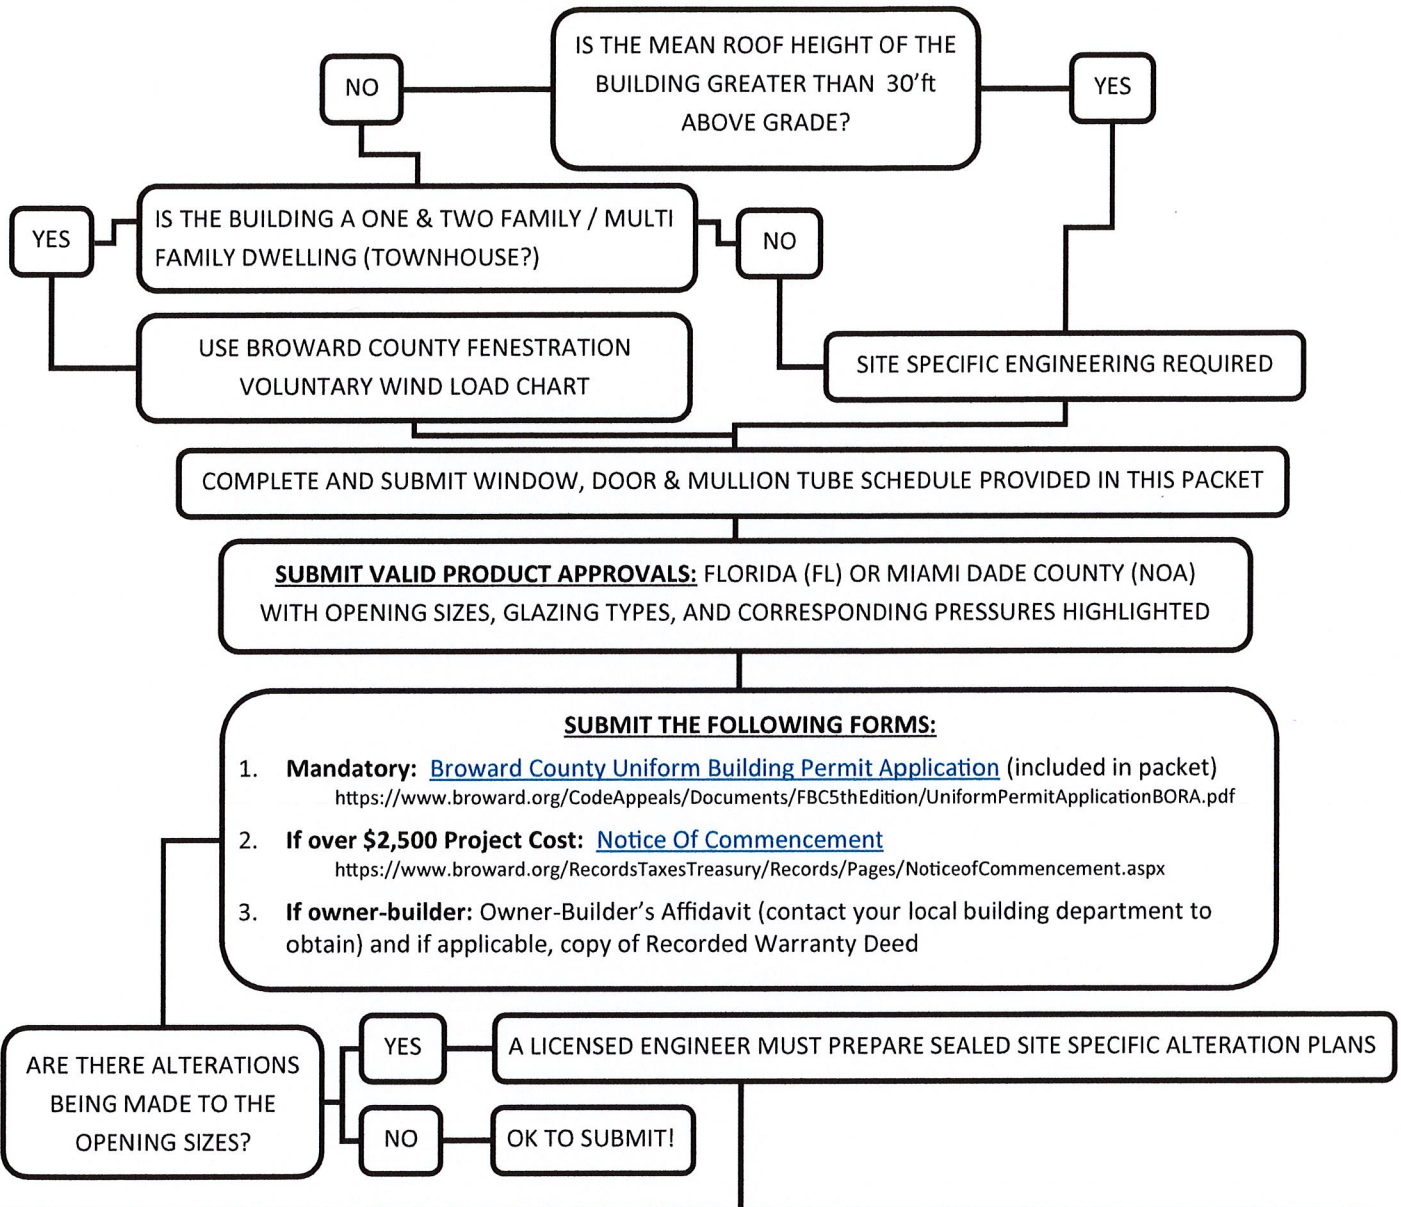 IS THE MEAN ROOF HEIGHT OF THE
BUILDING GREATER THAN 30'ft
ABOVE GRADE?
NO
YES
IS THE BUILDING A ONE & TWO FAMILY / MULTI
FAMILY DWELLING (TOWNHOUSE?)
YES
NO
USE BROWARD COUNTY FENESTRATION
VOLUNTARY WIND LOAD CHART
SITE SPECIFIC ENGINEERING REQUIRED
COMPLETE AND SUBMIT WINDOW, DOOR & MULLION TUBE SCHEDULE PROVIDED IN THIS PACKET
SUBMIT VALID PRODUCT APPROVALS: FLORIDA (FL) OR MIAMI DADE COUNTY (NOA)
WITH OPENING SIZES, GLAZING TYPES, AND CORRESPONDING PRESSURES HIGHLIGHTED
SUBMIT THE FOLLOWING FORMS:
1. Mandatory: Broward County Uniform Building Permit Application (included in packet)
https://www.broward.org/CodeAppeals/Documents/FBC5thEdition/UniformPermitApplicationBORA.pdf
2. If over $2,500 Project Cost: Notice Of Commencement
https://www.broward.org/RecordsTaxesTreasury/Records/Pages/NoticeofCommencement.aspx
3. If owner-builder: Owner-Builder's Affidavit (contact your local building department to
obtain) and if applicable, copy of Recorded Warranty Deed
ARE THERE ALTERATIONS
BEING MADE TO THE
OPENING SIZES?
YES
A LICENSED ENGINEER MUST PREPARE SEALED SITE SPECIFIC ALTERATION PLANS
NO
OK TO SUBMIT!